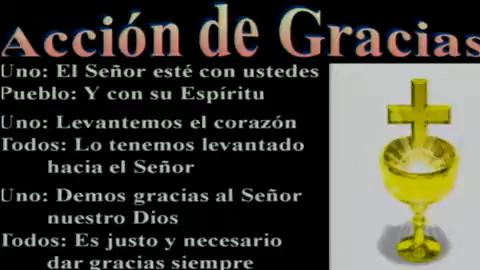 Acción de Gracias
Uno: El Señor esté con ustedes
Pueblo: Y con su Espíritu
Uno: Levantemos el corazón
Todos: Lo tenemos levantado
hacia el Señor
Uno: Demos gracias al Señor
nuestro Dios
Todos: Es justo y necesario
dar gracias siempre